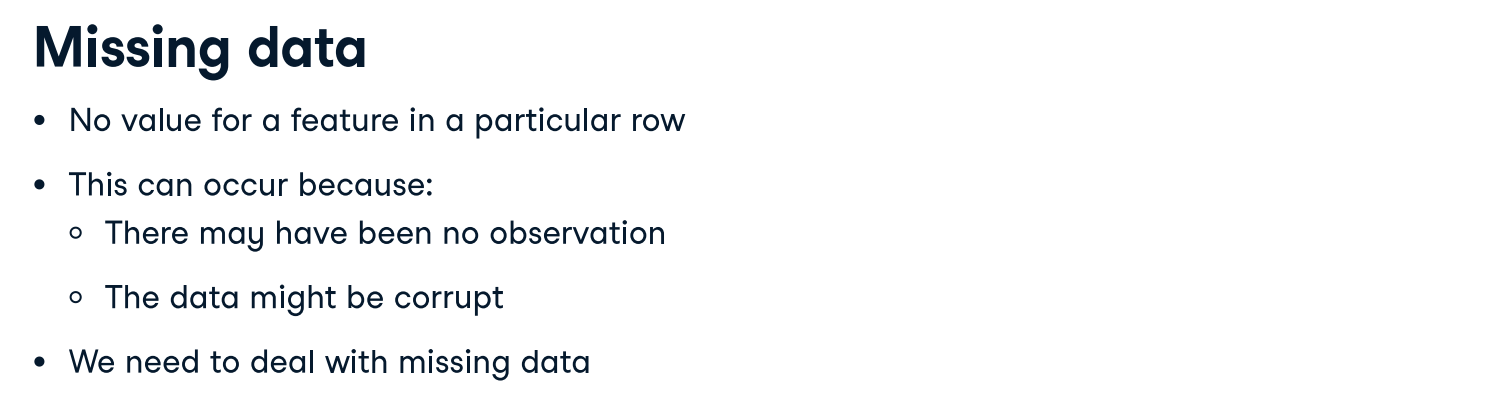 Missing data
• No value for a feature in a particular row
• This can occur because:
○ There may have been no observation
○ The data might be corrupt
• We need to deal with missing data